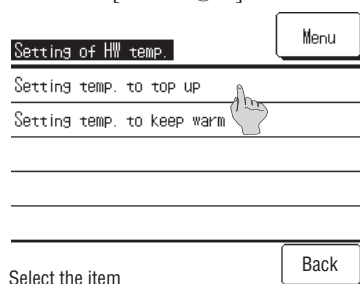 Setting of HW temp.
Menu
Setting temp. to top up
Setting temp. to keep warm
Select the item
Back